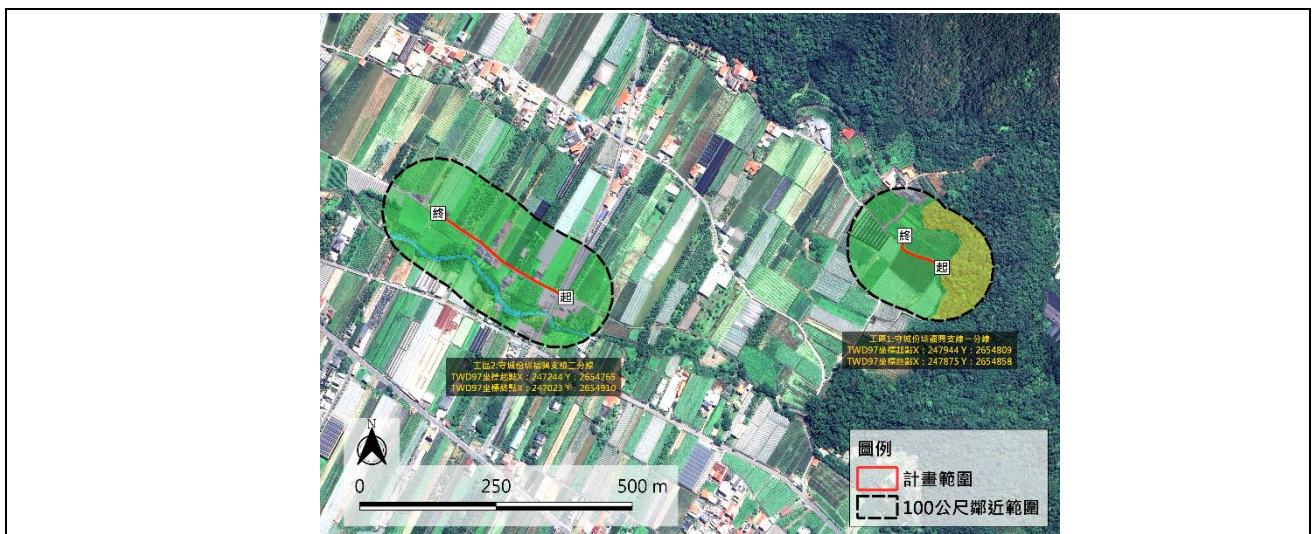 終
起
終
起
工區1:守城份圳福興支線一分線
TWD97坐標起點X：247944 Y：2654809
TWD97坐標終點X：247875 Y：2654858
工區2:守城份圳福興支線二分線
TWD97坐標起點X：247244 Y：2654765
TWD97坐標終點X：247023 Y：2654910
N
0 250 500 m
圖例
計畫範圍
100公尺鄰近範圍